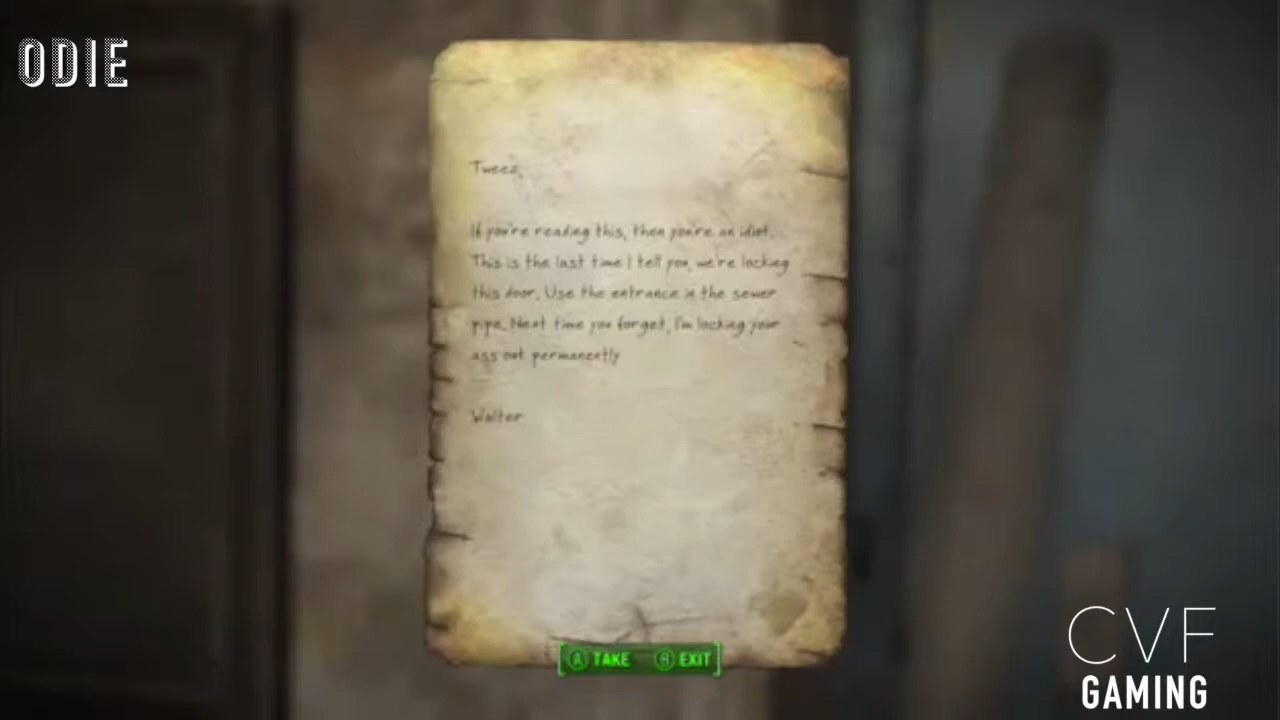 ODIE
Tweez,
If you're reading this, then you're an idiot.
This is the last time I tell you, we're locking
this door. Use the entrance in the sewer
pipe. Next time you forget, I'm locking your
ass out permanently
Walter
A TAKE B EXIT
CVF
GAMING